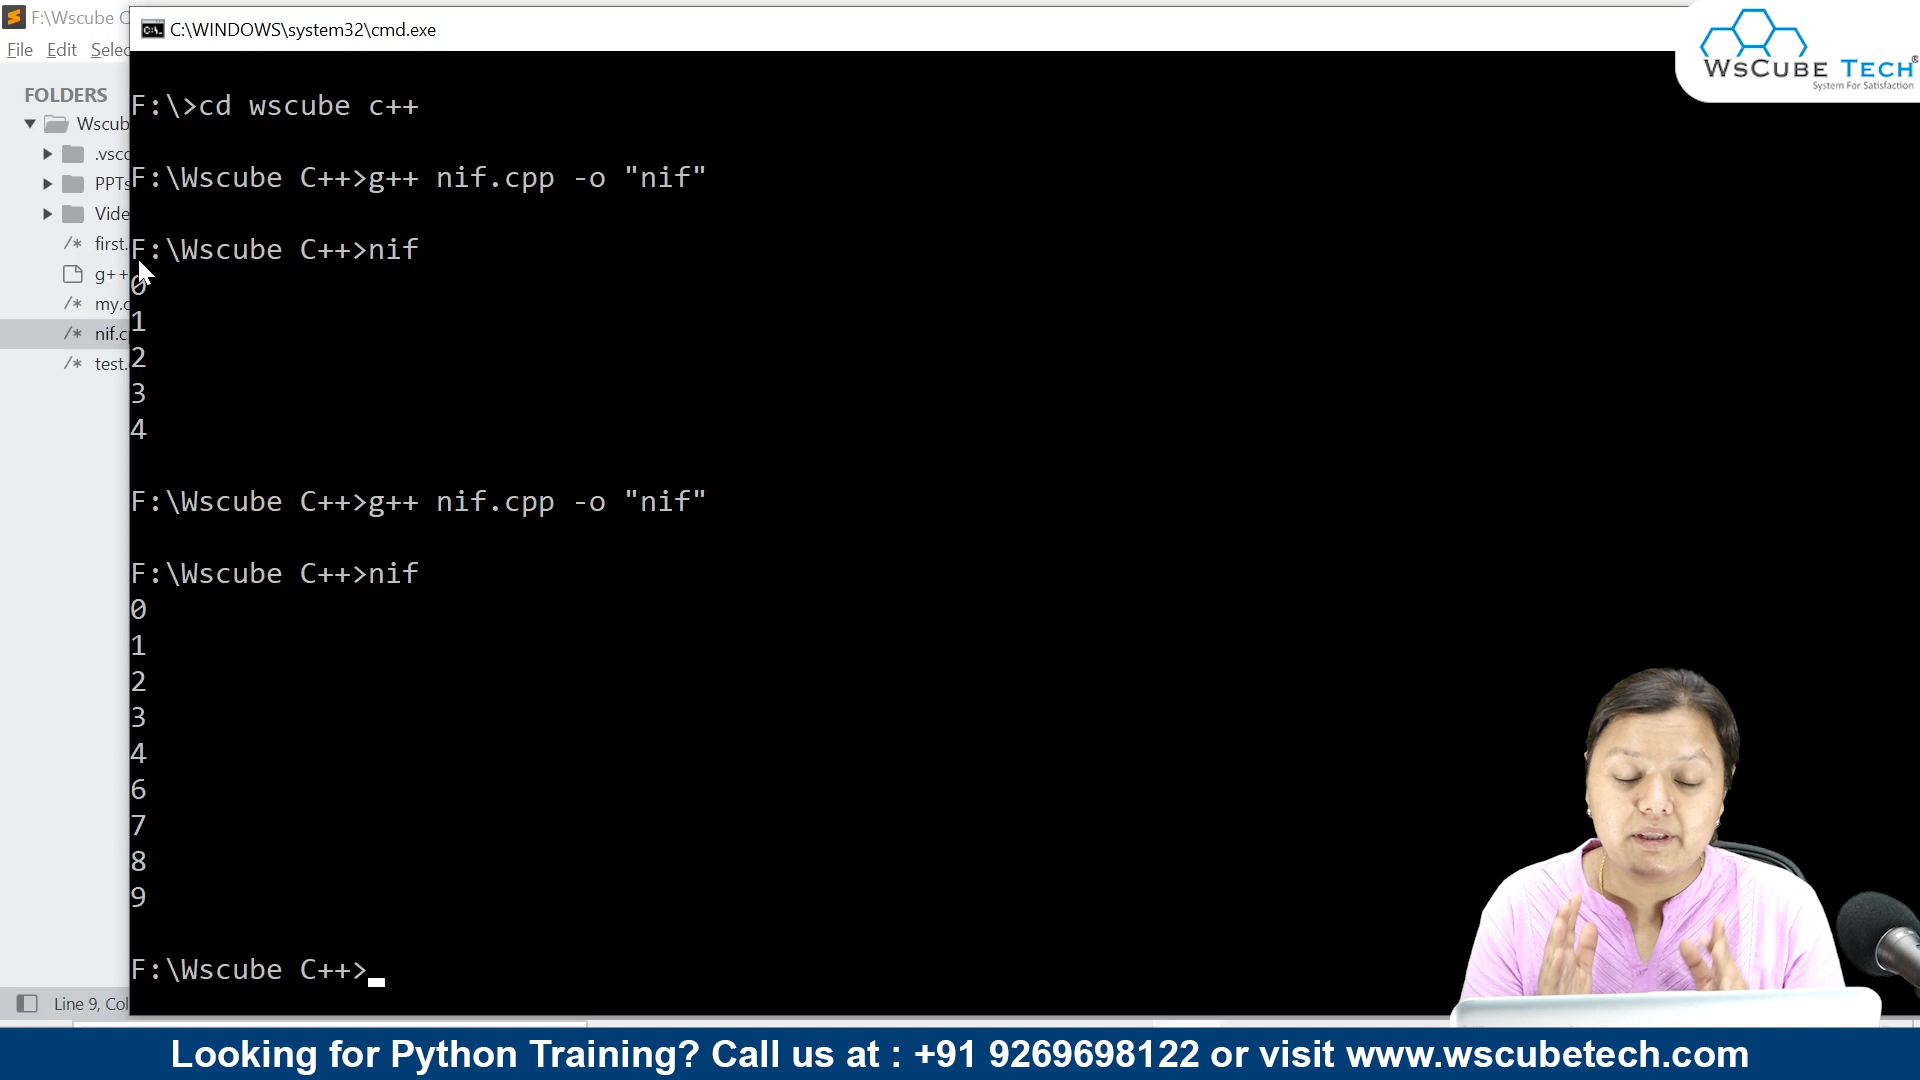 F:\Wscube C
C:\WINDOWS\system32\cmd.exe
File Edit Selec
WsCube TECH
System For Satisfaction
FOLDERS
Wscub
.vsco
PPTs
Vide
first.
g++
my.c
nif.c
test.
F:\>cd wscube c++
F:\Wscube C++>g++ nif.cpp -o "nif"
F:\Wscube C++>nif
0
1
2
3
4
F:\Wscube C++>g++ nif.cpp -o "nif"
F:\Wscube C++>nif
0
1
2
3
4
6
7
8
9
F:\Wscube C++>
Line 9, Col
Looking for Python Training? Call us at : +91 9269698122 or visit www.wscubetech.com